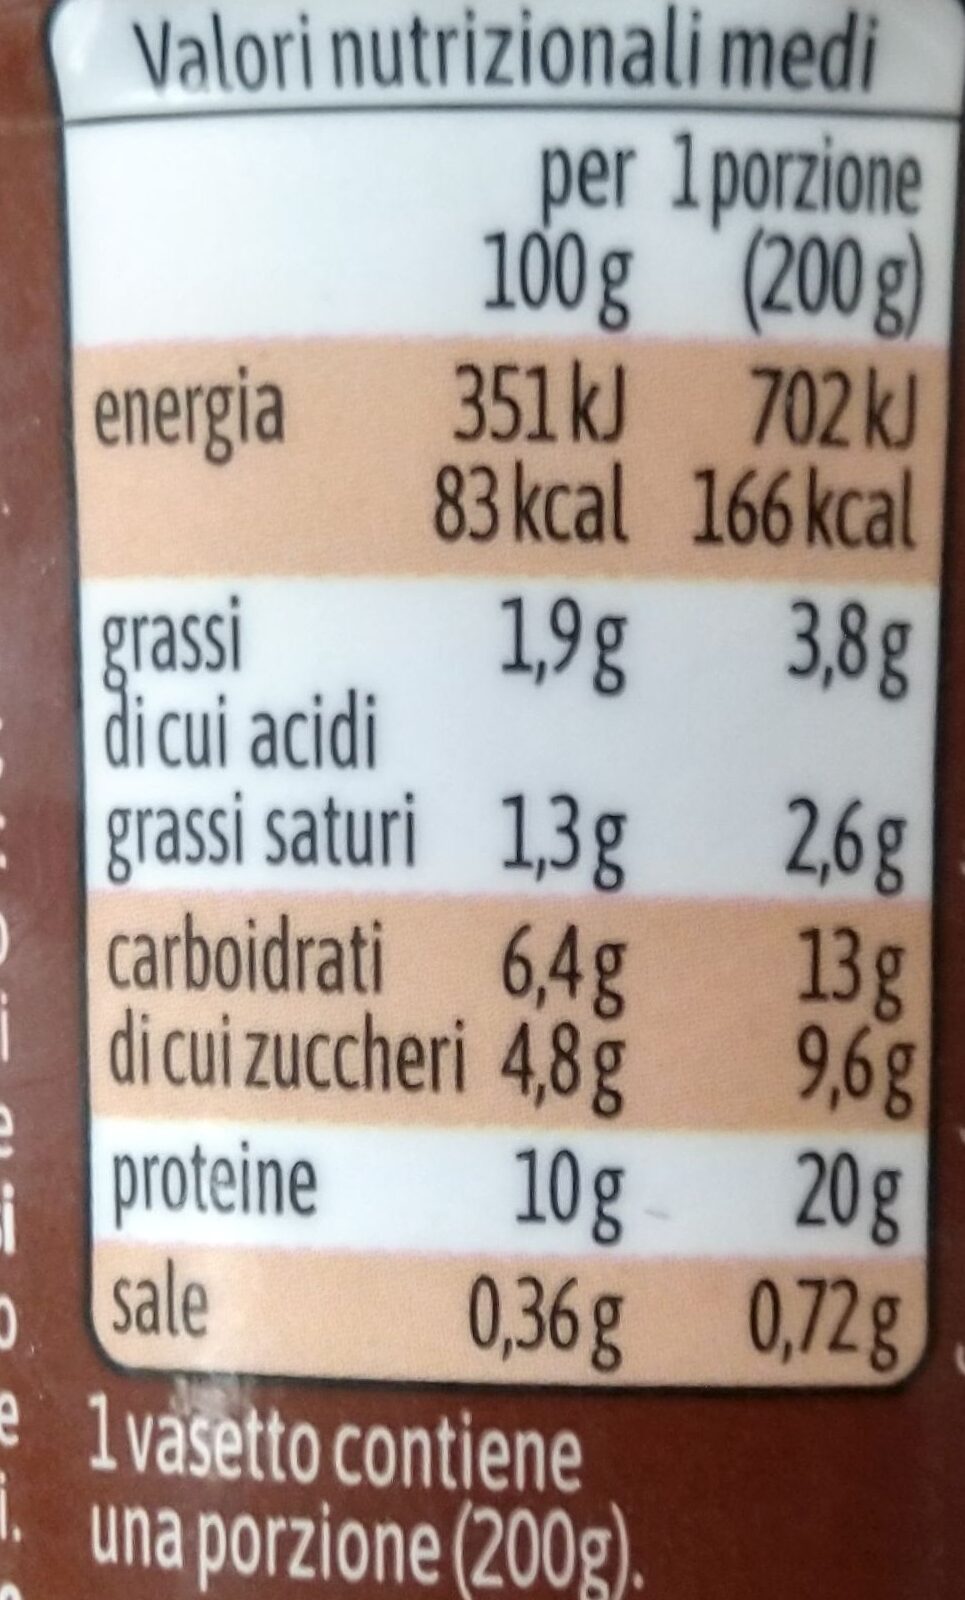 Valori nutrizionali medi
per 1 porzione
100 g (200 g)
energia 351 kJ 702 kJ
83 kcal 166 kcal
grassi 1,9 g 3,8 g
di cui acidi
grassi saturi 1,3 g 2,6 g
carboidrati 6,4 g 13 g
di cui zuccheri 4,8 g 9,6 g
proteine 10 g 20 g
sale 0,36 g 0,72 g
1 vasetto contiene
una porzione (200g).